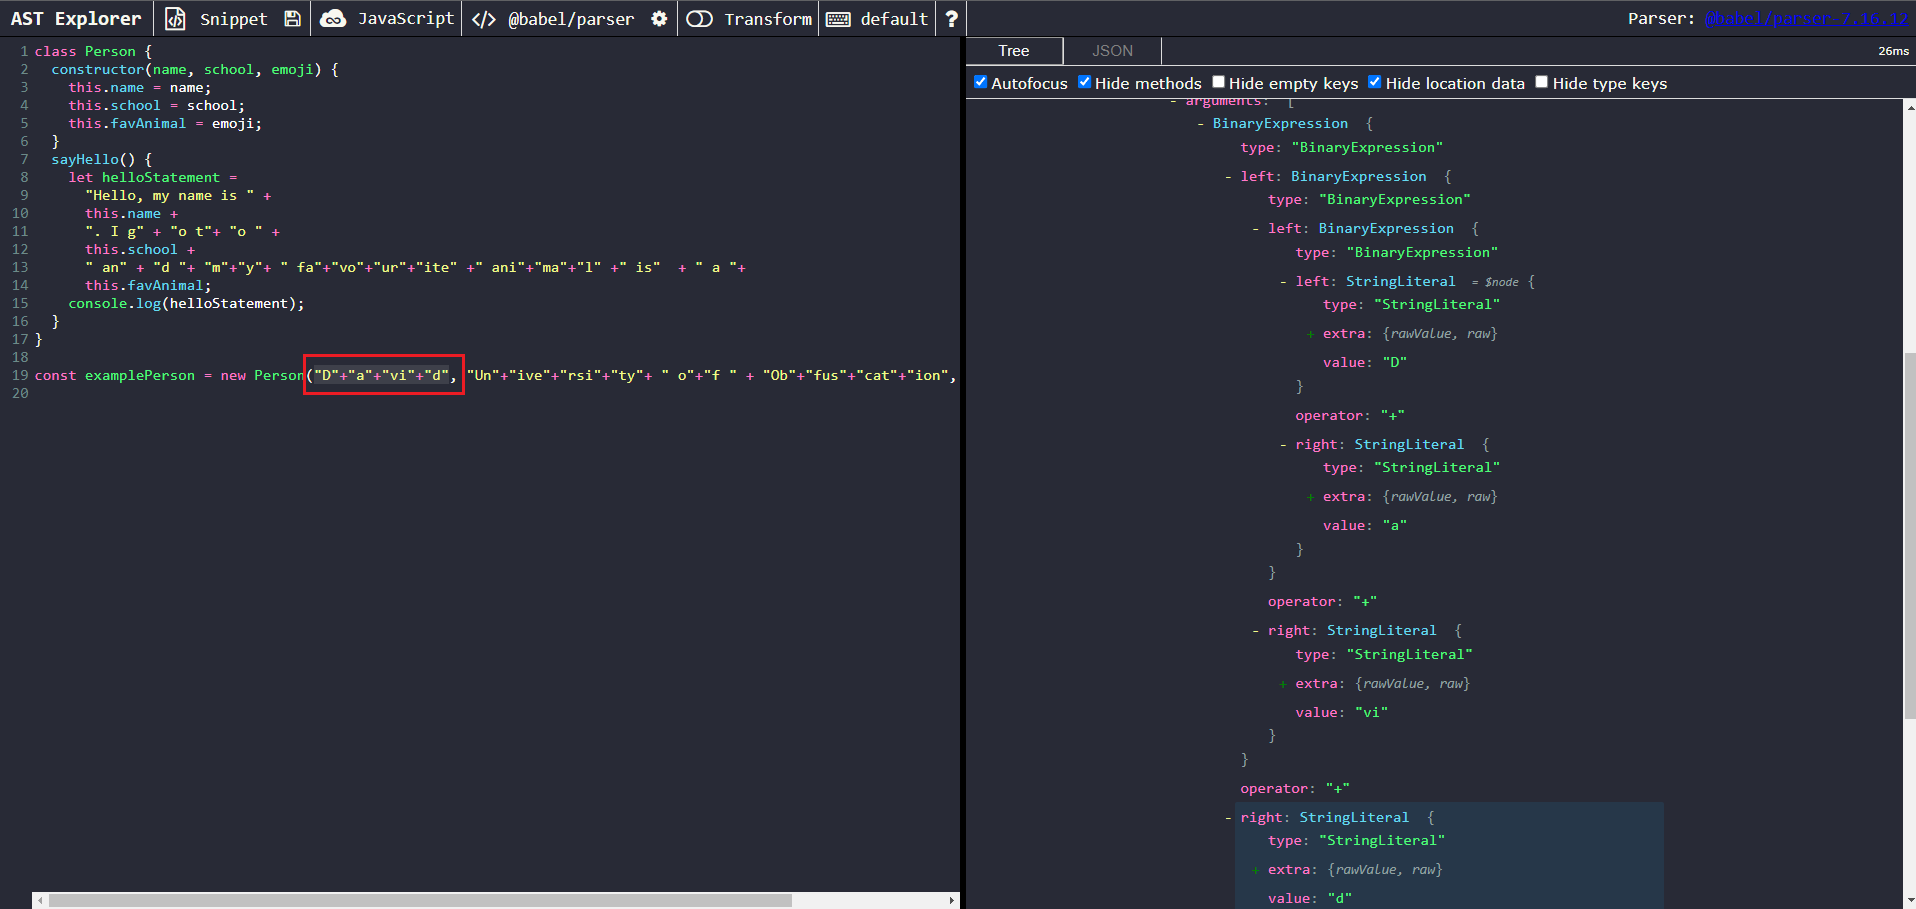 AST Explorer Snippet JavaScript </> @babel/parser Transform default ? Parser: @babel/parser-7.16.12
1 class Person {
2   constructor(name, school, emoji) {
3     this.name = name;
4     this.school = school;
5     this.favAnimal = emoji;
6   }
7   sayHello() {
8     let helloStatement =
9       "Hello, my name is " +
10       this.name +
11       ". I g" + "o t"+ "o " +
12       this.school +
13       " an" + "d "+ "m"+"y"+ " fa"+"vo"+"ur"+"ite" +" ani"+"ma"+"l" +" is"  + " a "+
14       this.favAnimal;
15     console.log(helloStatement);
16   }
17 }
18
19 const examplePerson = new Person("D"+"a"+"vi"+"d", "Un"+"ive"+"rsi"+"ty"+ " o"+"f " + "Ob"+"fus"+"cat"+"ion",
20
Tree JSON 26ms
Autofocus Hide methods Hide empty keys Hide location data Hide type keys
- arguments: [
- BinaryExpression {
type: "BinaryExpression"
- left: BinaryExpression {
type: "BinaryExpression"
- left: BinaryExpression {
type: "BinaryExpression"
- left: StringLiteral = $node {
type: "StringLiteral"
+ extra: {rawValue, raw}
value: "D"
}
operator: "+"
- right: StringLiteral {
type: "StringLiteral"
+ extra: {rawValue, raw}
value: "a"
}
}
operator: "+"
- right: StringLiteral {
type: "StringLiteral"
+ extra: {rawValue, raw}
value: "vi"
}
}
operator: "+"
- right: StringLiteral {
type: "StringLiteral"
+ extra: {rawValue, raw}
value: "d"